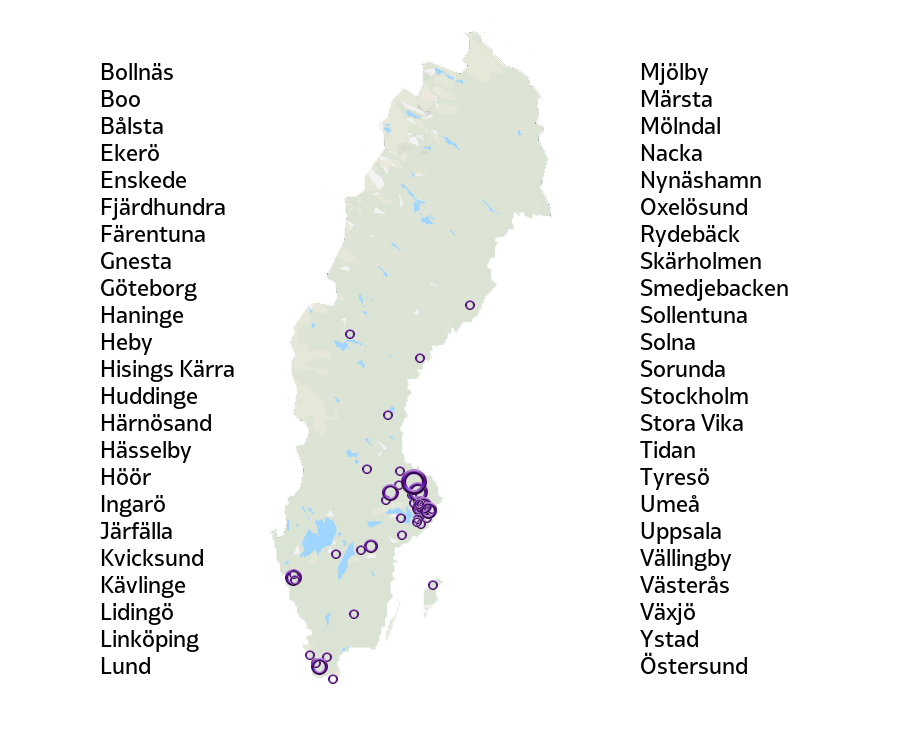 Bollnäs
Boo
Bålsta
Ekerö
Enskede
Fjärdhundra
Färentuna
Gnesta
Göteborg
Haninge
Heby
Hisings Kärra
Huddinge
Härnösand
Hässelby
Höör
Ingarö
Järfälla
Kvicksund
Kävlinge
Lidingö
Linköping
Lund
Mjölby
Märsta
Mölndal
Nacka
Nynäshamn
Oxelösund
Rydebäck
Skärholmen
Smedjebacken
Sollentuna
Solna
Sorunda
Stockholm
Stora Vika
Tidan
Tyresö
Umeå
Uppsala
Vällingby
Västerås
Växjö
Ystad
Östersund